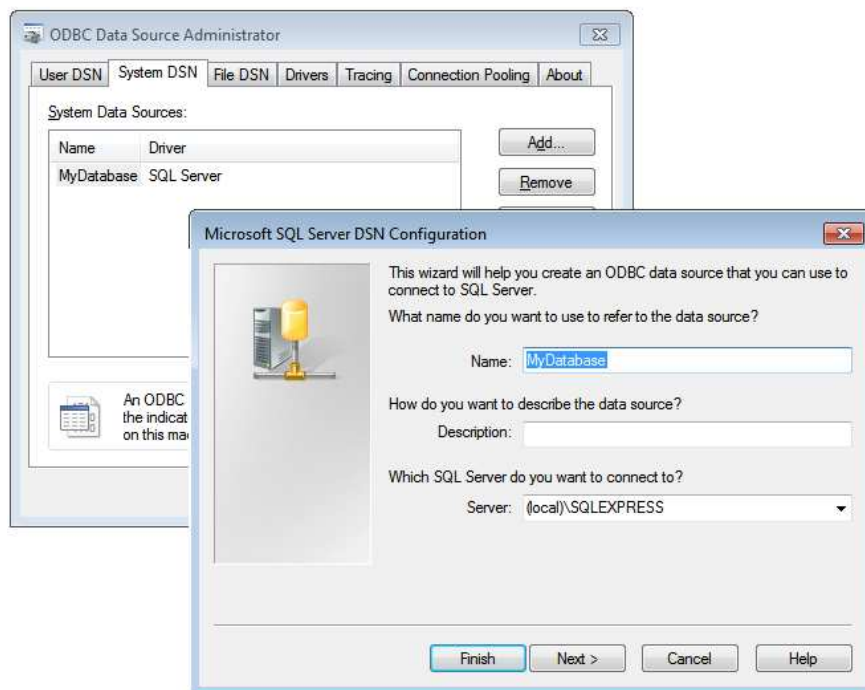 ODBC Data Source Administrator
User DSN System DSN File DSN Drivers Tracing Connection Pooling About
System Data Sources:
Name Driver
MyDatabase SQL Server
Add...
Remove
An ODBC
the indicat
on this ma
Microsoft SQL Server DSN Configuration
This wizard will help you create an ODBC data source that you can use to
connect to SQL Server.
What name do you want to use to refer to the data source?
Name: MyDatabase
How do you want to describe the data source?
Description:
Which SQL Server do you want to connect to?
Server: (local)\SQLEXPRESS
Finish Next > Cancel Help